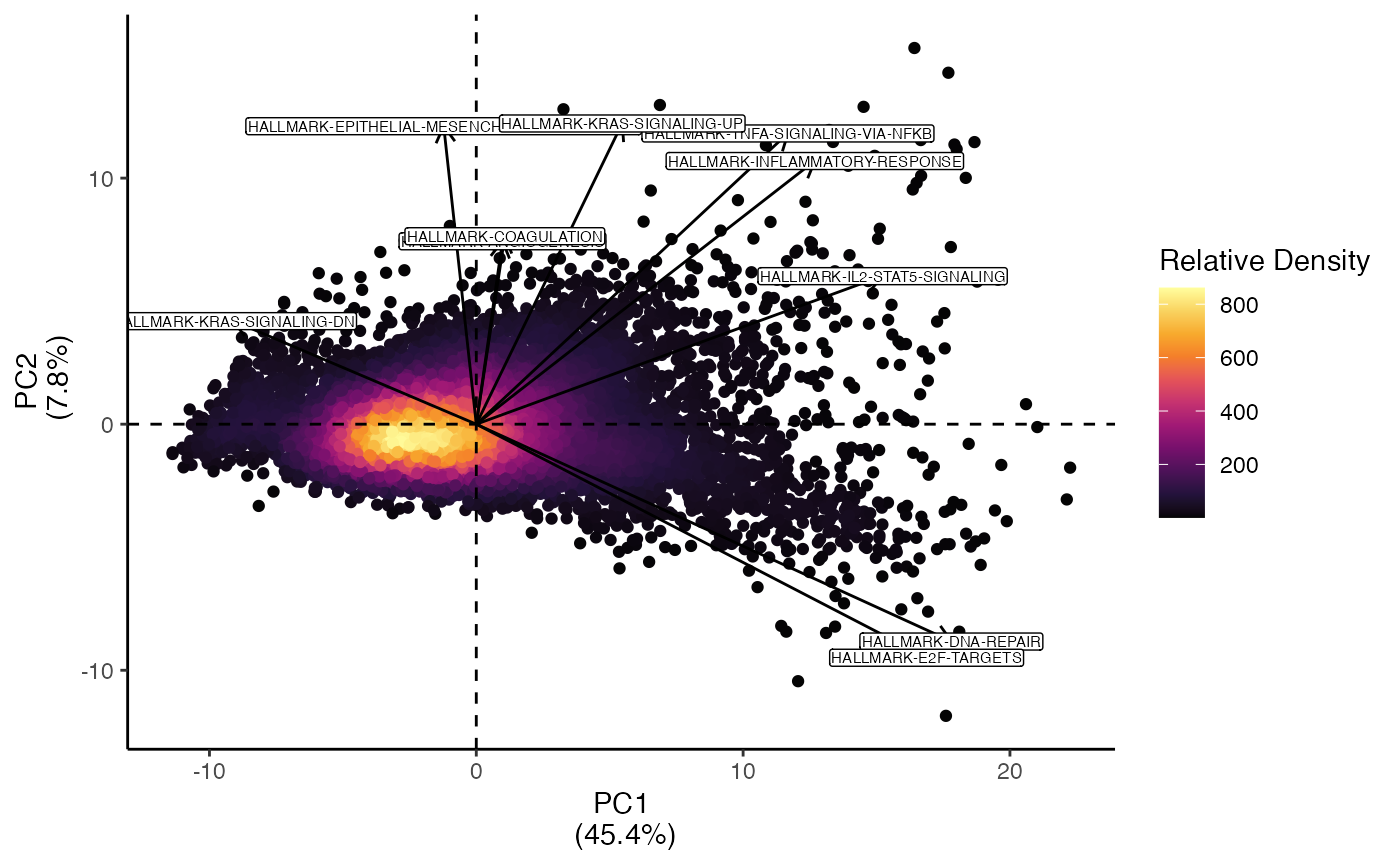 HALLMARK-EPITHELIAL-MESENCH
HALLMARK-KRAS-SIGNALING-UP
HALLMARK-TNFA-SIGNALING-VIA-NFKB
HALLMARK-INFLAMMATORY-RESPONSE
HALLMARK-COAGULATION
HALLMARK-IL2-STAT5-SIGNALING
ALLMARK-KRAS-SIGNALING-DN
HALLMARK-DNA-REPAIR
HALLMARK-E2F-TARGETS
10
0
-10
PC2
(7.8%)
-10
0
10
20
PC1
(45.4%)
Relative Density
800
600
400
200